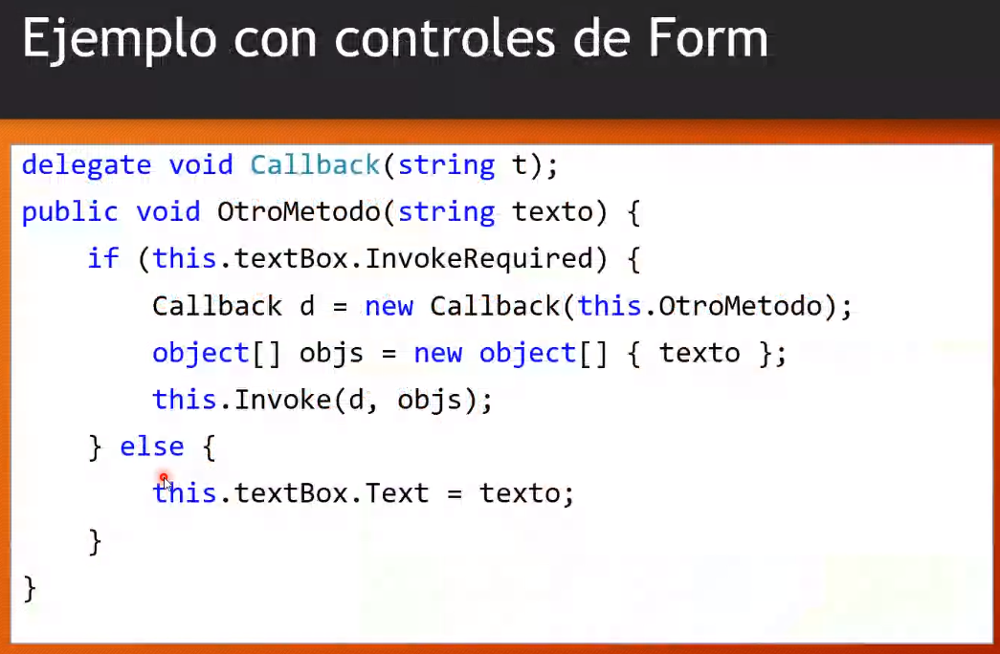 Ejemplo con controles de Form
delegate void Callback(string t);
public void OtroMetodo(string texto) {
if (this.textBox.InvokeRequired) {
Callback d = new Callback(this.OtroMetodo);
object[] objs = new object[] { texto };
this.Invoke(d, objs);
} else {
this.textBox.Text = texto;
}
}